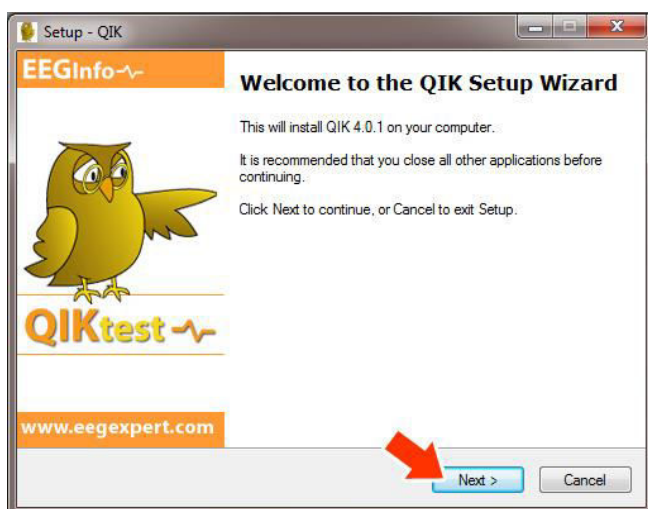 Setup - QIK
EEGInfo
Welcome to the QIK Setup Wizard
This will install QIK 4.0.1 on your computer.
It is recommended that you close all other applications before
continuing.
Click Next to continue, or Cancel to exit Setup.
QIKtest
www.eegexpert.com
Next >
Cancel